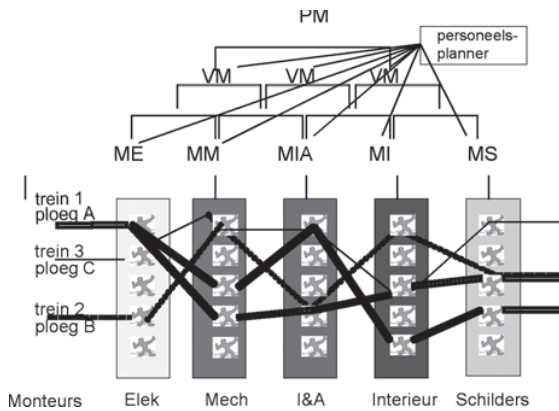 PM
personeels-
planner
VM VM VM
ME MM MIA MI MS
trein 1
ploeg A
trein 3
ploeg C
trein 2
ploeg B
Monteurs Elek Mech I&A Interieur Schilders